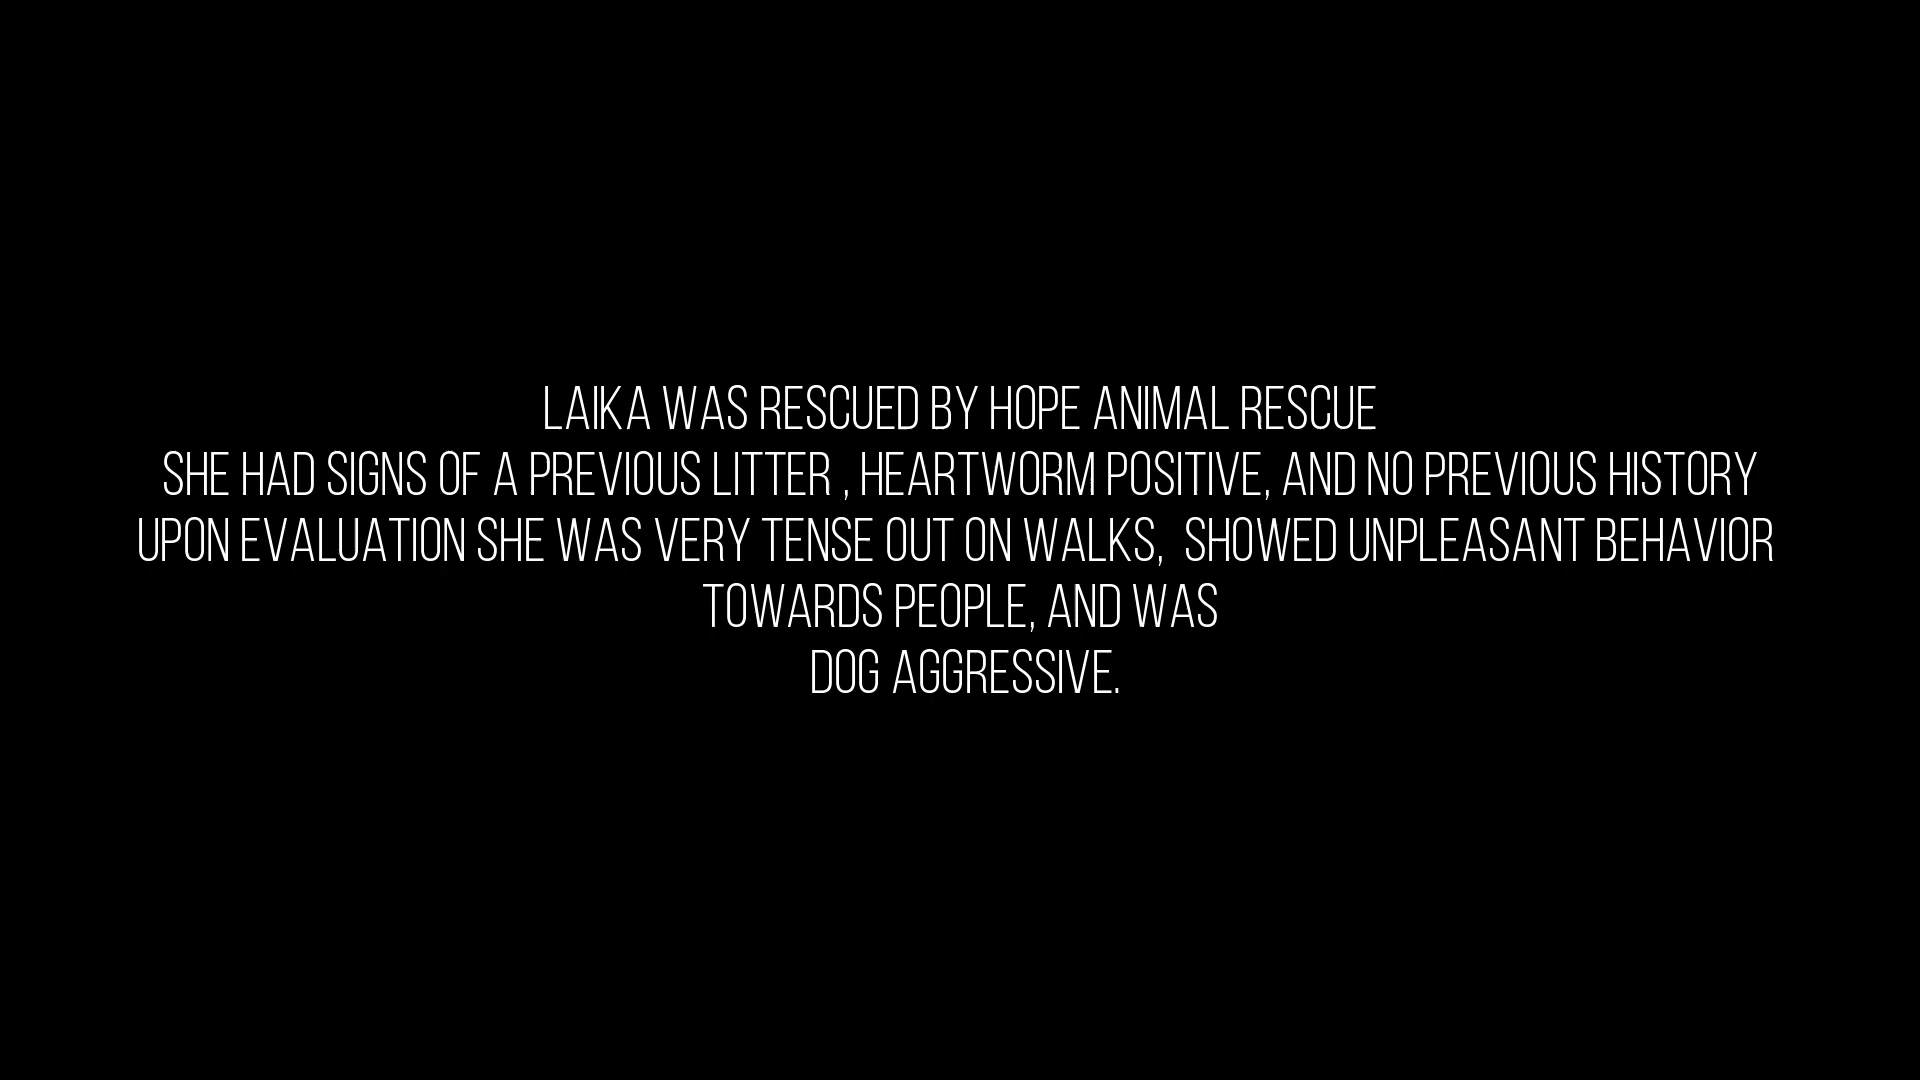 LAIKA WAS RESCUED BY HOPE ANIMAL RESCUE
SHE HAD SIGNS OF A PREVIOUS LITTER , HEARTWORM POSITIVE, AND NO PREVIOUS HISTORY
UPON EVALUATION SHE WAS VERY TENSE OUT ON WALKS,  SHOWED UNPLEASANT BEHAVIOR
TOWARDS PEOPLE, AND WAS
DOG AGGRESSIVE.